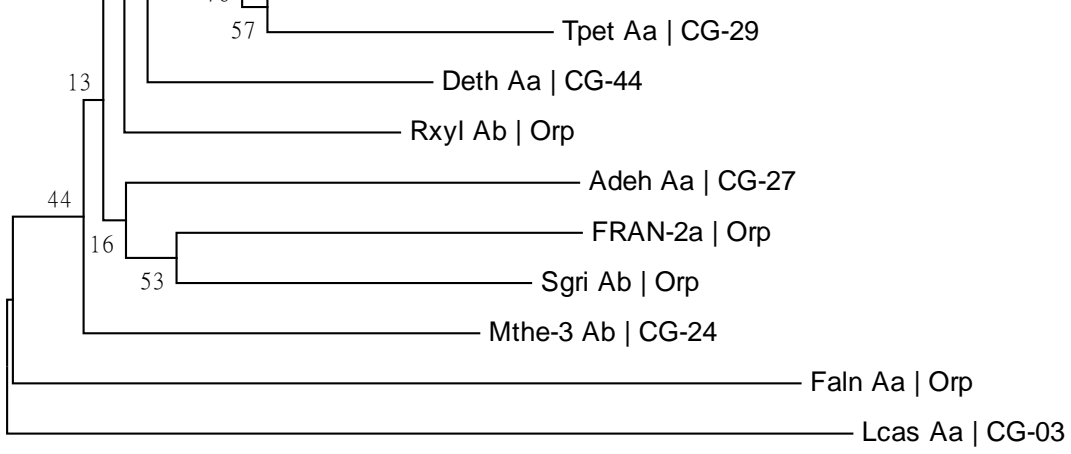 57
Tpet Aa | CG-29
13
Deth Aa | CG-44
Rxyl Ab | Orp
Adeh Aa | CG-27
44
FRAN-2a | Orp
16
53
Sgri Ab | Orp
Mthe-3 Ab | CG-24
Faln Aa | Orp
Lcas Aa | CG-03